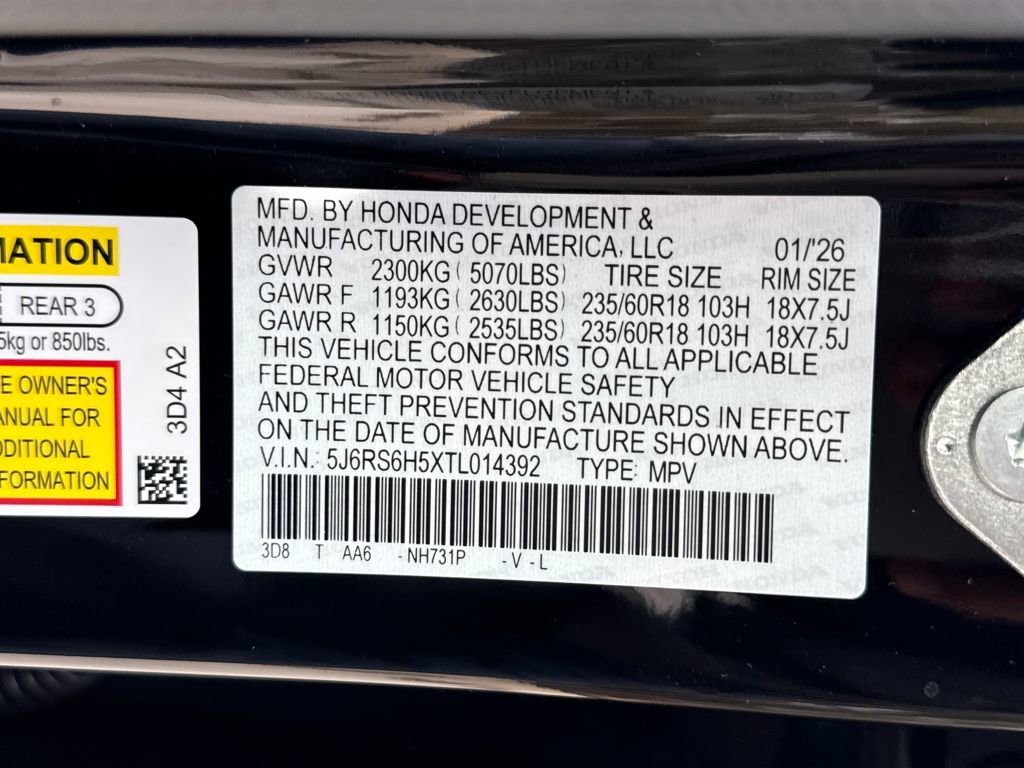 MATION
REAR 3
5kg or 850lbs.
E OWNER'S
ANUAL FOR
DDITIONAL
FORMATION
3D4 A2
MFD. BY HONDA DEVELOPMENT &
MANUFACTURING OF AMERICA, LLC 01/'26
GVWR 2300KG ( 5070LBS) TIRE SIZE RIM SIZE
GAWR F 1193KG ( 2630LBS) 235/60R18 103H 18X7.5J
GAWR R 1150KG ( 2535LBS) 235/60R18 103H 18X7.5J
THIS VEHICLE CONFORMS TO ALL APPLICABLE
FEDERAL MOTOR VEHICLE SAFETY
AND THEFT PREVENTION STANDARDS IN EFFECT
ON THE DATE OF MANUFACTURE SHOWN ABOVE.
V.I.N.: 5J6RS6H5XTL014392 TYPE: MPV
3D8 T AA6 -NH731P -V -L